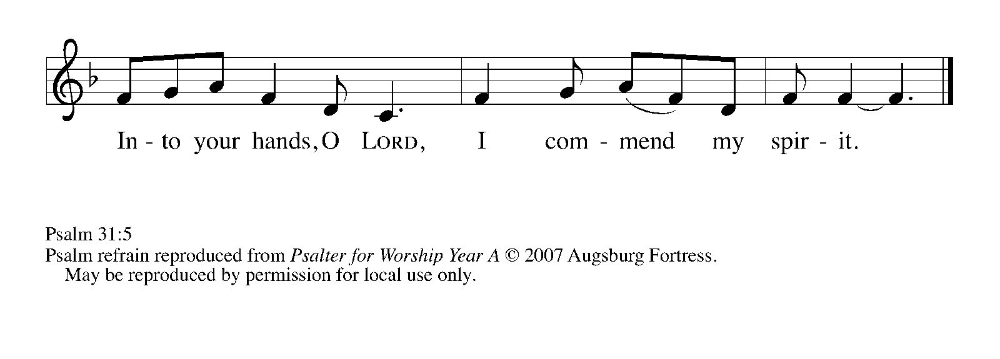 In - to your hands, O LORD, I com - mend my spir - it.
Psalm 31:5
Psalm refrain reproduced from Psalter for Worship Year A © 2007 Augsburg Fortress.
May be reproduced by permission for local use only.